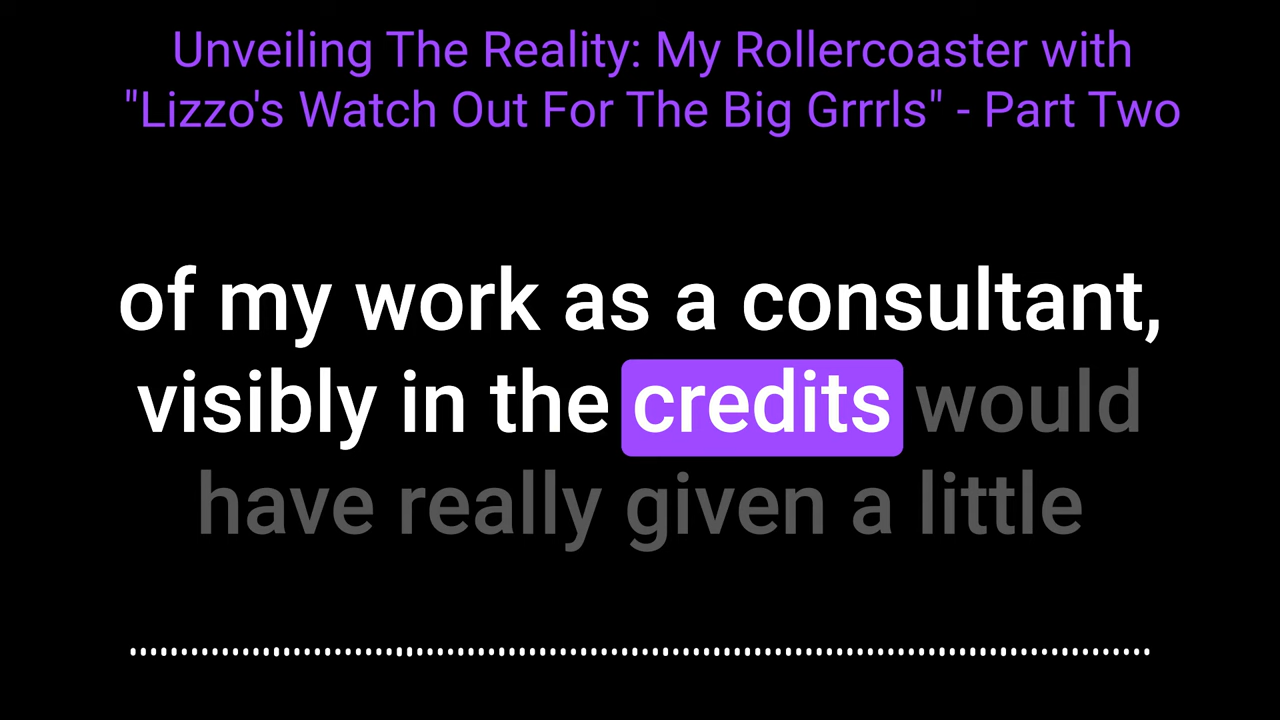 Unveiling The Reality: My Rollercoaster with
"Lizzo's Watch Out For The Big Grrrls" - Part Two
of my work as a consultant,
visibly in the credits would
have really given a little